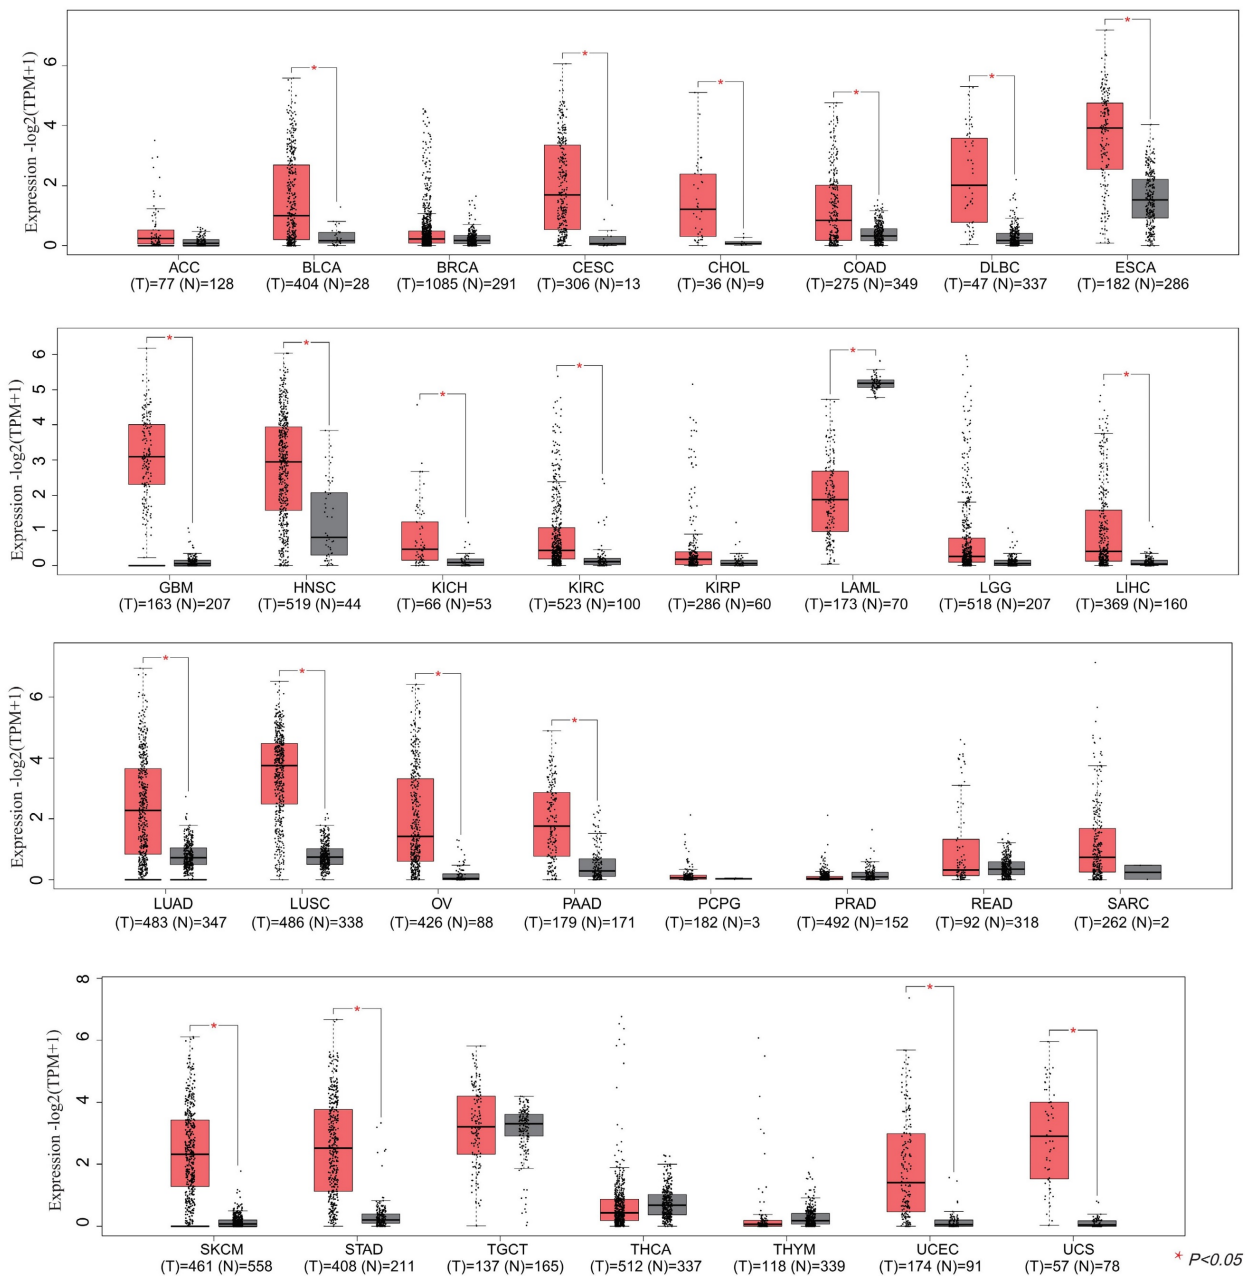 Expression -log2(TPM+1)
6
4
2
0
* * * * * * *
ACC BLCA BRCA CESC CHOL COAD DLBC ESCA
(T)=77 (N)=128 (T)=404 (N)=28 (T)=1085 (N)=291 (T)=306 (N)=13 (T)=36 (N)=9 (T)=275 (N)=349 (T)=47 (N)=337 (T)=182 (N)=286
Expression -log2(TPM+1)
6
5
4
3
2
1
0
* * * * * *
GBM HNSC KICH KIRC KIRP LAML LGG LIHC
(T)=163 (N)=207 (T)=519 (N)=44 (T)=66 (N)=53 (T)=523 (N)=100 (T)=286 (N)=60 (T)=173 (N)=70 (T)=518 (N)=207 (T)=369 (N)=160
Expression -log2(TPM+1)
6
4
2
0
* * * *
LUAD LUSC OV PAAD PCPG PRAD READ SARC
(T)=483 (N)=347 (T)=486 (N)=338 (T)=426 (N)=88 (T)=179 (N)=171 (T)=182 (N)=3 (T)=492 (N)=152 (T)=92 (N)=318 (T)=262 (N)=2
Expression -log2(TPM+1)
8
6
4
2
0
* * * *
SKCM STAD TGCT THCA THYM UCEC UCS
(T)=461 (N)=558 (T)=408 (N)=211 (T)=137 (N)=165 (T)=512 (N)=337 (T)=118 (N)=339 (T)=174 (N)=91 (T)=57 (N)=78
* P<0.05